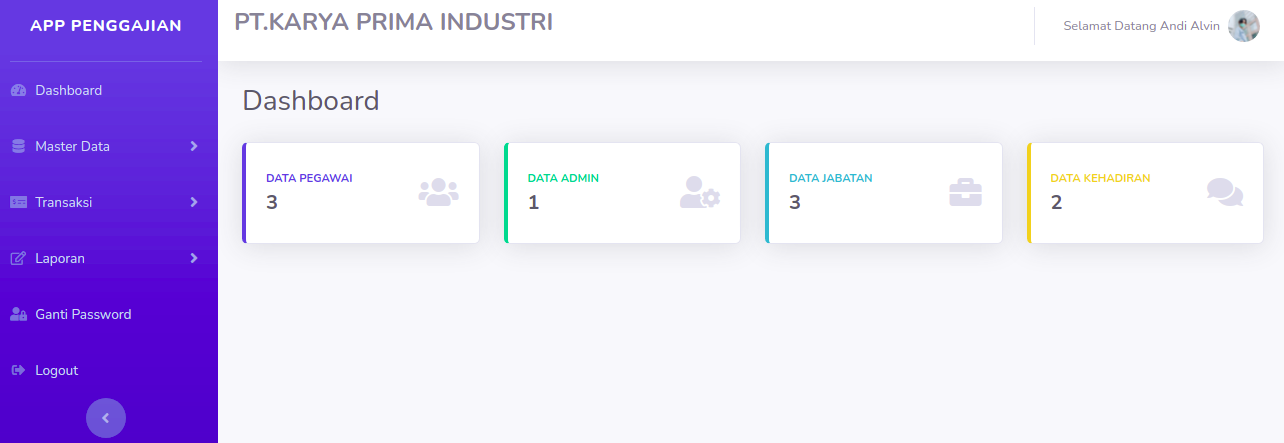 APP PENGGAJIAN
PT.KARYA PRIMA INDUSTRI
Selamat Datang Andi Alvin
Dashboard
Master Data
Transaksi
Laporan
Ganti Password
Logout
Dashboard
DATA PEGAWAI
3
DATA ADMIN
1
DATA JABATAN
3
DATA KEHADIRAN
2